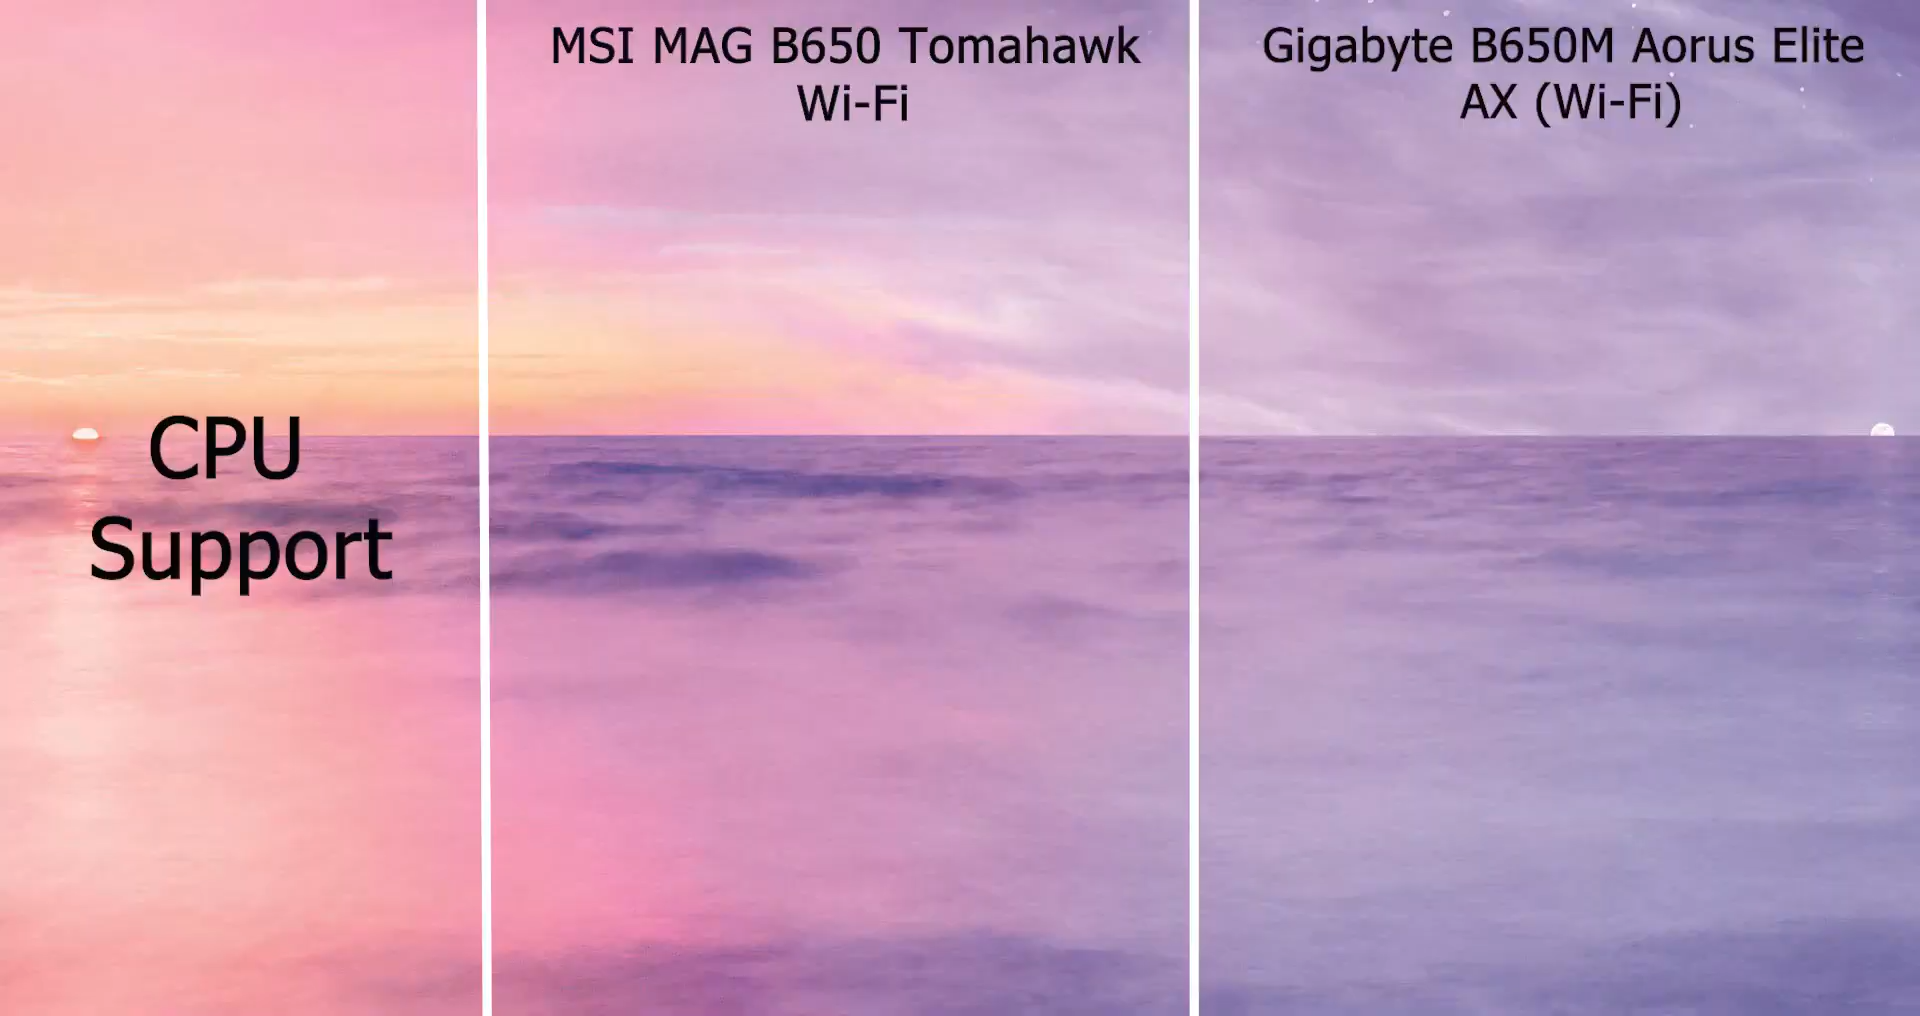 MSI MAG B650 Tomahawk
Wi-Fi
Gigabyte B650M Aorus Elite
AX (Wi-Fi)
CPU
Support